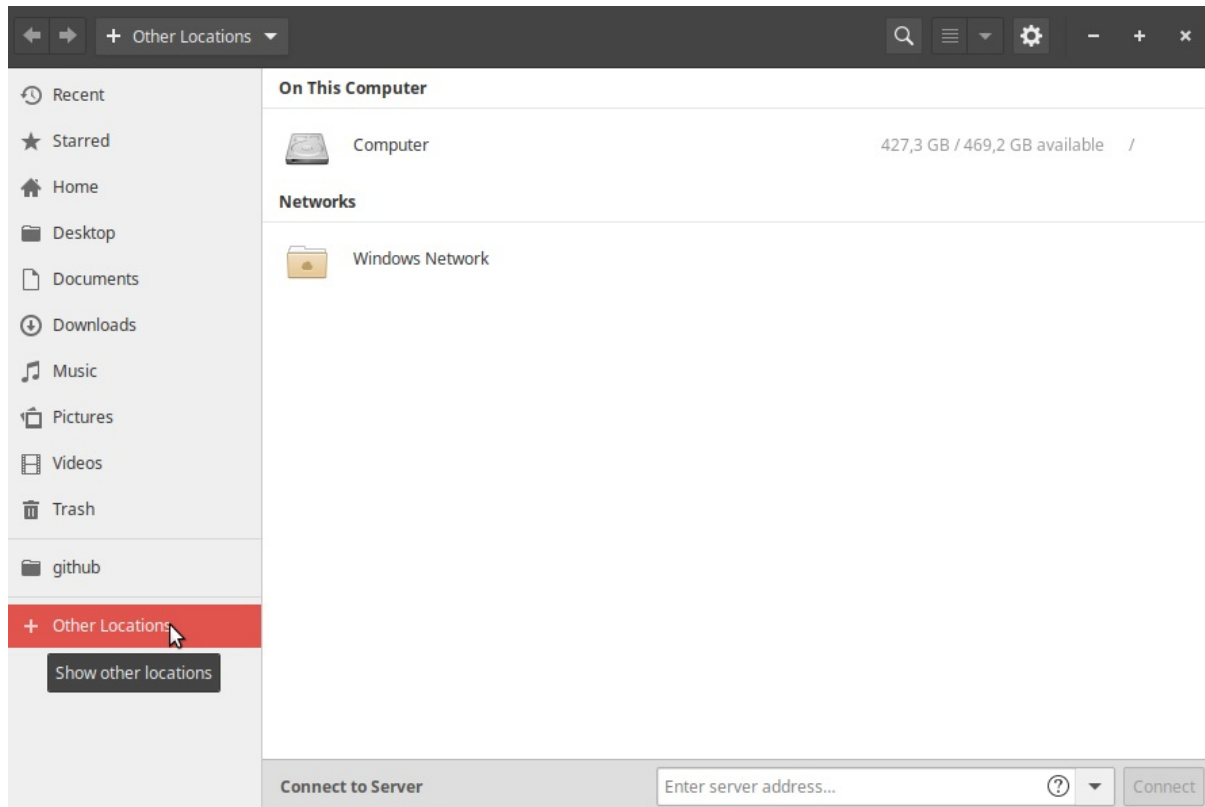 Other Locations
Recent
Starred
Home
Desktop
Documents
Downloads
Music
Pictures
Videos
Trash
github
Other Locations
Show other locations
On This Computer
Computer 427,3 GB / 469,2 GB available /
Networks
Windows Network
Connect to Server Enter server address... Connect